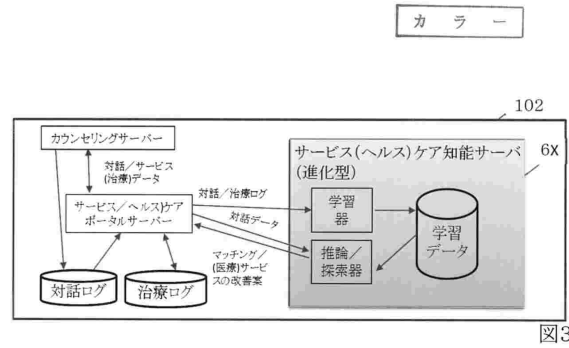 カラー
102
カウンセリングサーバー
対話/サービス
(治療)データ
サービス/ヘルス)ケア
ポータルサーバー
対話ログ
治療ログ
対話/治療ログ
対話データ
マッチング/
(医療)サービ
スの改善案
サービス(ヘルス)ケア知能サーバ
(進化型)
6X
学習
器
推論/
探索器
学習
データ
図3